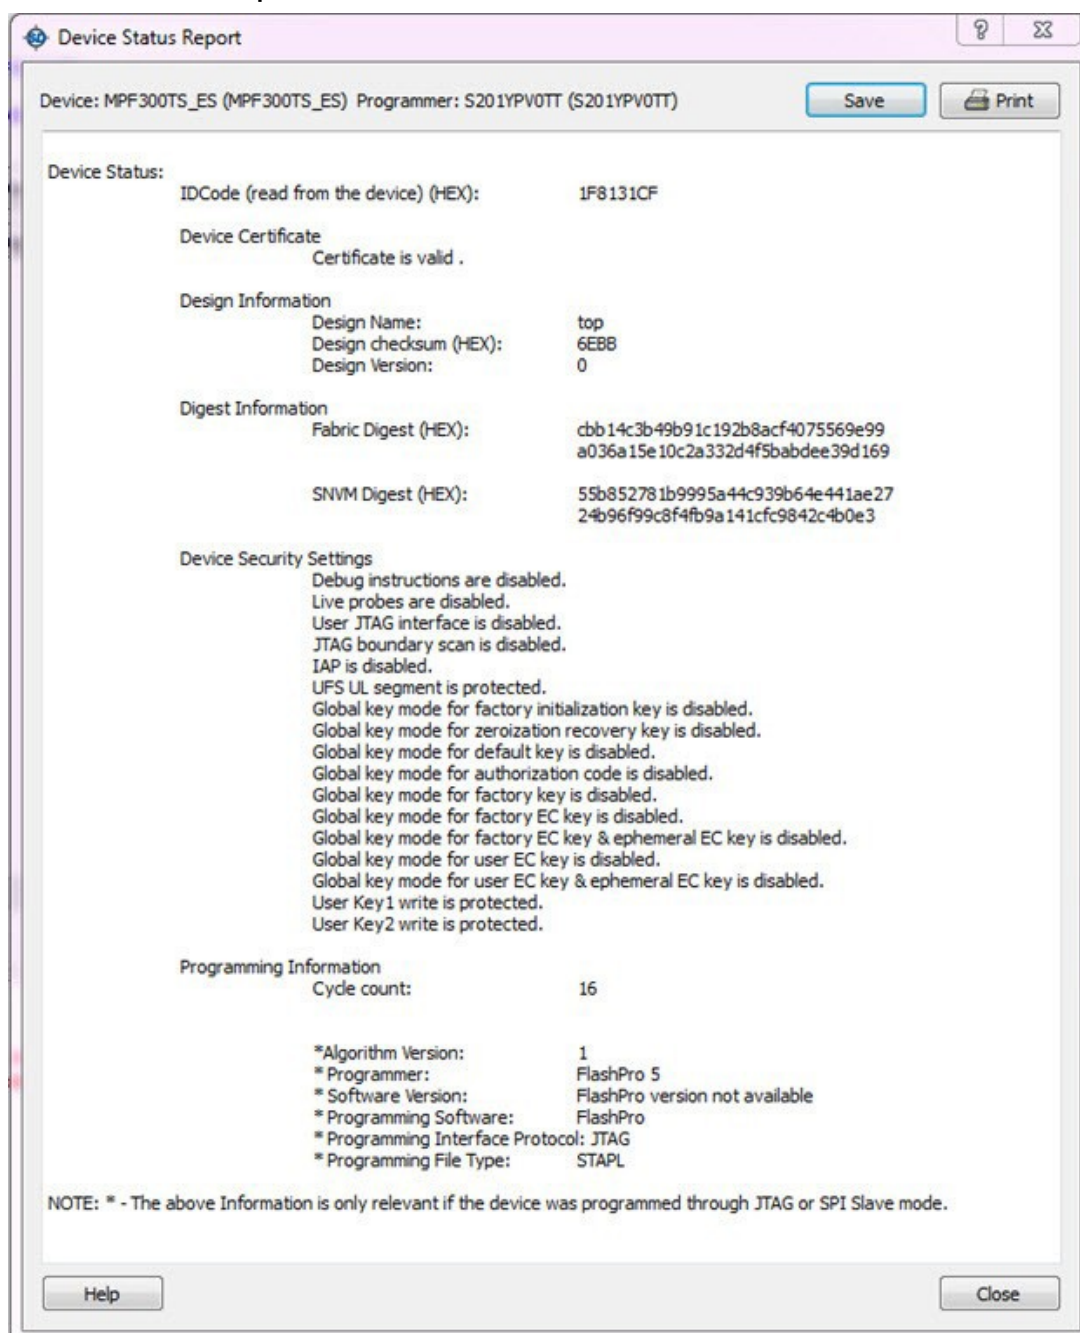 Device Status Report
Device: MPF300TS_ES (MPF300TS_ES) Programmer: S201YPV0TT (S201YPV0TT)
Save
Print
Device Status:
IDCode (read from the device) (HEX): 1F8131CF
Device Certificate
Certificate is valid .
Design Information
Design Name: top
Design checksum (HEX): 6EBB
Design Version: 0
Digest Information
Fabric Digest (HEX): cbb14c3b49b91c192b8acf4075569e99
a036a15e10c2a332d4f5babdee39d169
SNVM Digest (HEX): 55b852781b9995a44c939b64e441ae27
24b96f99c8f4fb9a141cfc9842c4b0e3
Device Security Settings
Debug instructions are disabled.
Live probes are disabled.
User JTAG interface is disabled.
JTAG boundary scan is disabled.
IAP is disabled.
UFS UL segment is protected.
Global key mode for factory initialization key is disabled.
Global key mode for zeroization recovery key is disabled.
Global key mode for default key is disabled.
Global key mode for authorization code is disabled.
Global key mode for factory key is disabled.
Global key mode for factory EC key is disabled.
Global key mode for factory EC key & ephemeral EC key is disabled.
Global key mode for user EC key is disabled.
Global key mode for user EC key & ephemeral EC key is disabled.
User Key1 write is protected.
User Key2 write is protected.
Programming Information
Cycle count: 16
*Algorithm Version: 1
* Programmer: FlashPro 5
* Software Version: FlashPro version not available
* Programming Software: FlashPro
* Programming Interface Protocol: JTAG
* Programming File Type: STAPL
NOTE: * - The above Information is only relevant if the device was programmed through JTAG or SPI Slave mode.
Help
Close